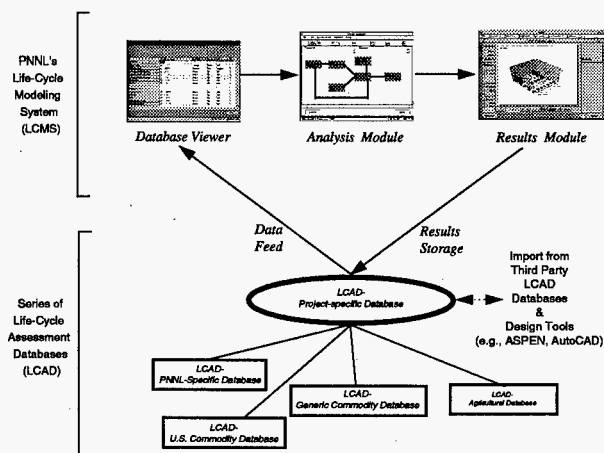 PNNL's
Life-Cycle
Modeling
System
(LCMS)
Database Viewer
Analysis Module
Results Module
Data
Feed
Results
Storage
Series of
Life-Cycle
Assessment
Databases
(LCAD)
LCAD-
Project-specific Database
Import from
Third Party
LCAD
Databases
&
Design Tools
(e.g., ASPEN, AutoCAD)
LCAD-
PNNL-Specific Database
LCAD-
U.S. Commodity Database
LCAD-
Generic Commodity Database
LCAD-
Agricultural Database